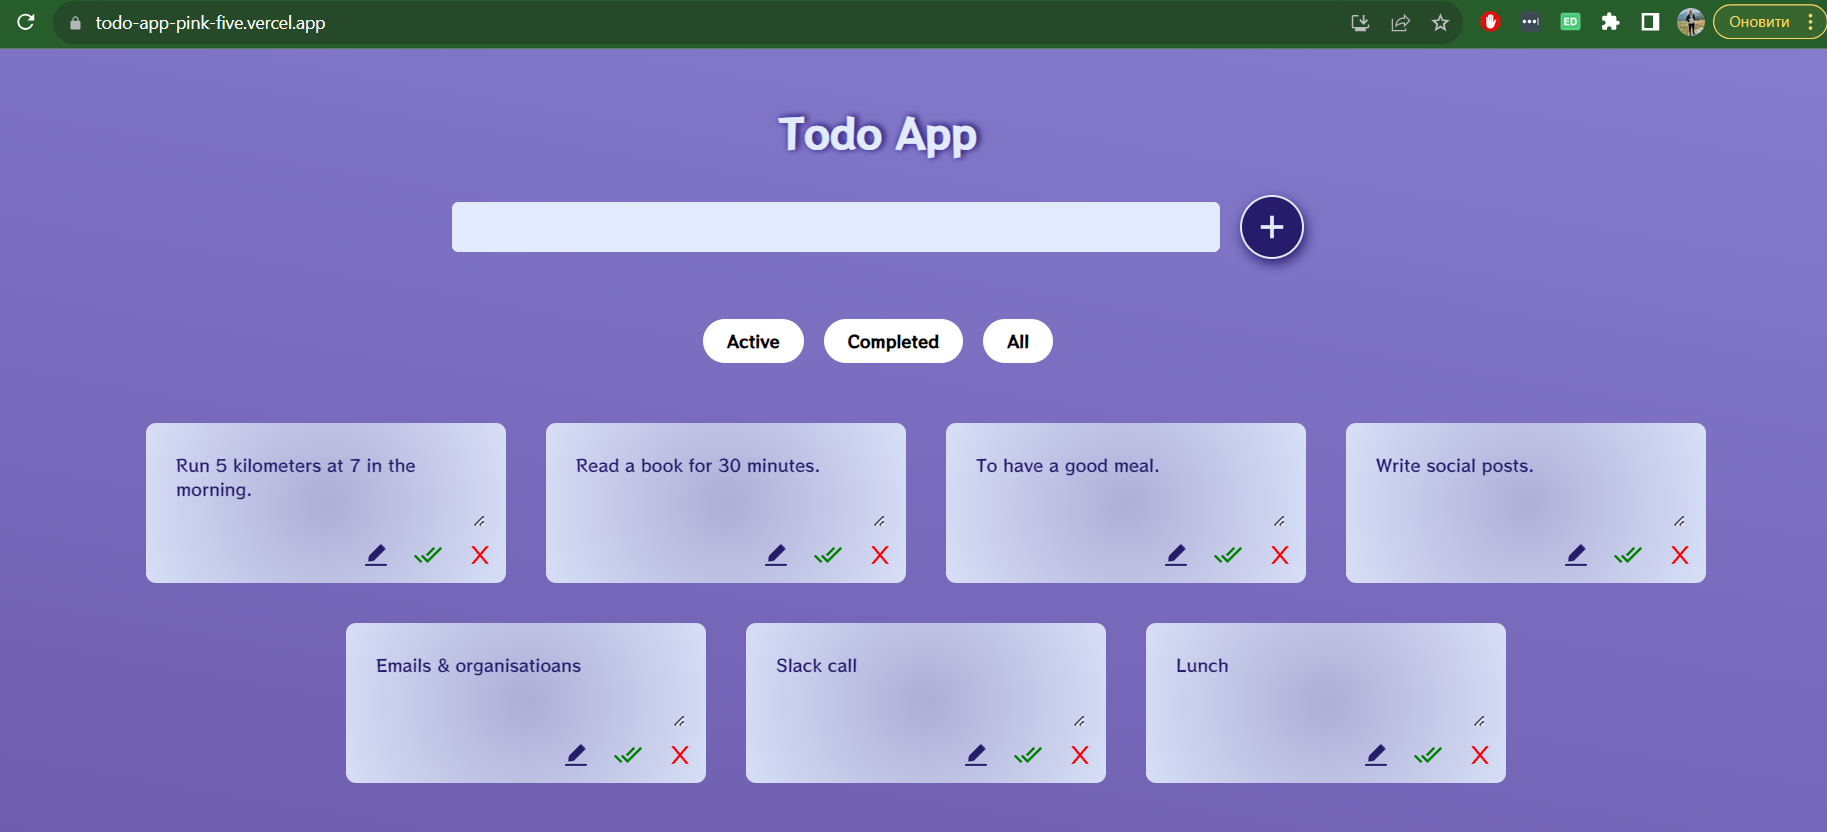 todo-app-pink-five.vercel.app
ED
Оновити
Todo App
Active
Completed
All
Run 5 kilometers at 7 in the
morning.
Read a book for 30 minutes.
To have a good meal.
Write social posts.
Emails & organisatioans
Slack call
Lunch